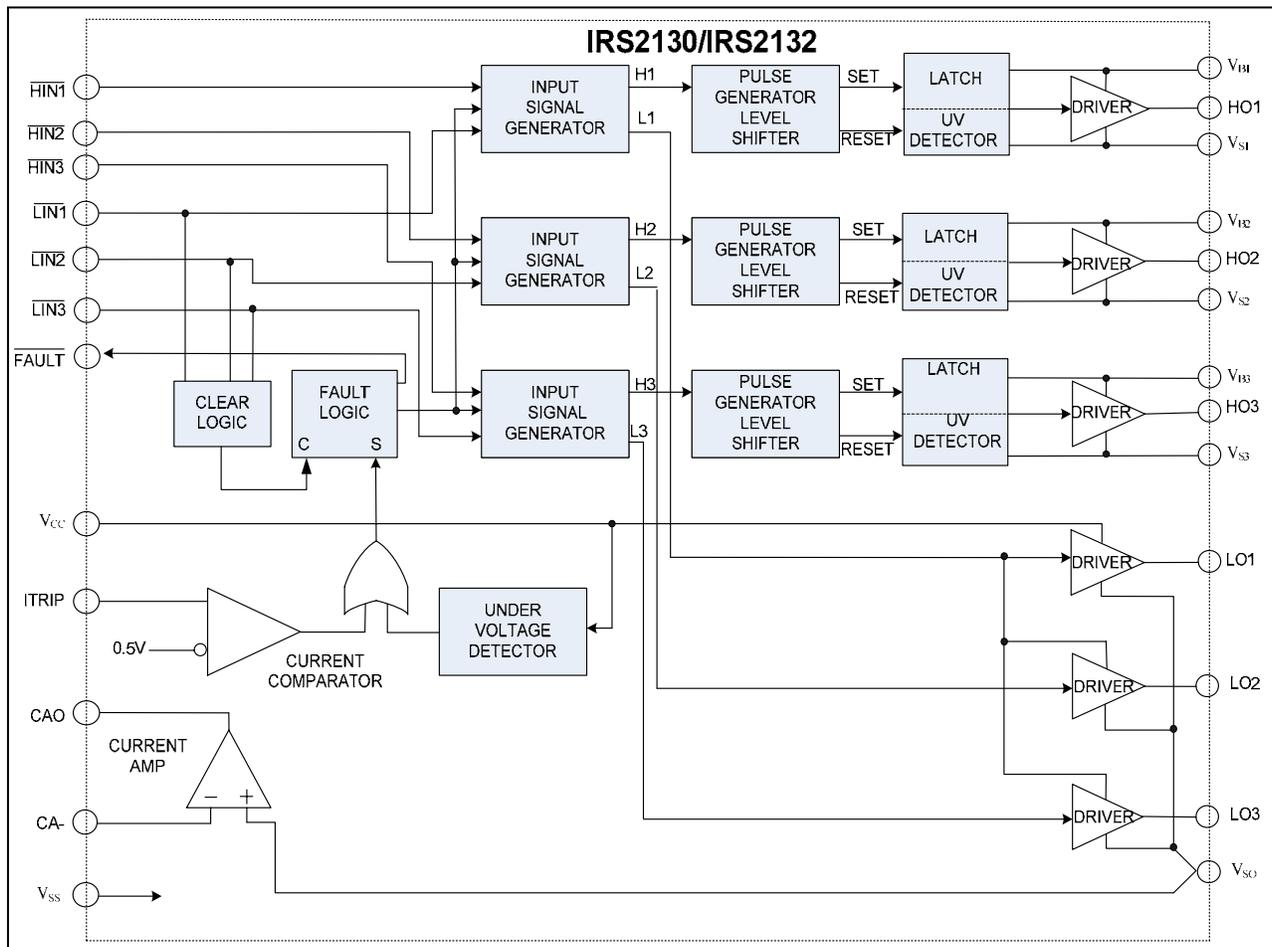 IRS2130/IRS2132
HIN1
HIN2
HIN3
LIN1
LIN2
LIN3
FAULT
VCC
ITRIP
0.5V
CAO
CA-
VSS
CLEAR
LOGIC
FAULT
LOGIC
C S
CURRENT
COMPARATOR
CURRENT
AMP
− +
UNDER
VOLTAGE
DETECTOR
INPUT
SIGNAL
GENERATOR
H1
L1
PULSE
GENERATOR
LEVEL
SHIFTER
SET
RESET
LATCH
UV
DETECTOR
DRIVER
VB1
HO1
VS1
INPUT
SIGNAL
GENERATOR
H2
L2
PULSE
GENERATOR
LEVEL
SHIFTER
SET
RESET
LATCH
UV
DETECTOR
DRIVER
VB2
HO2
VS2
INPUT
SIGNAL
GENERATOR
H3
L3
PULSE
GENERATOR
LEVEL
SHIFTER
SET
RESET
LATCH
UV
DETECTOR
DRIVER
VB3
HO3
VS3
DRIVER
LO1
DRIVER
LO2
DRIVER
LO3
VSO